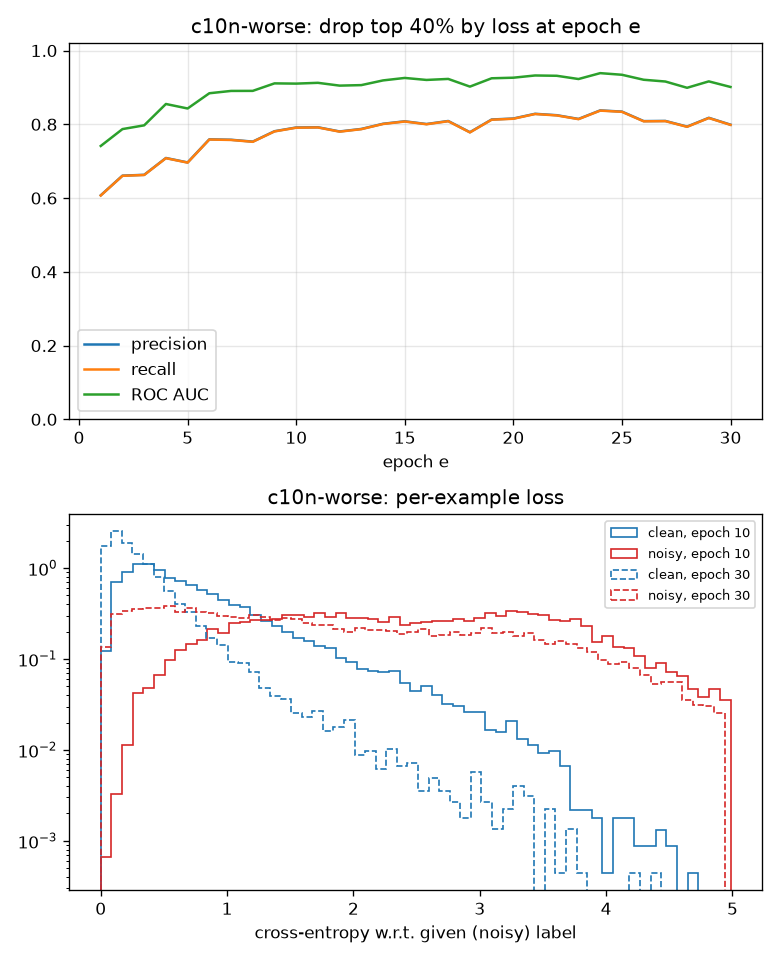 c10n-worse: drop top 40% by loss at epoch e
1.0
0.8
0.6
0.4
0.2
0.0
precision
recall
ROC AUC
0 5 10 15 20 25 30
epoch e
c10n-worse: per-example loss
10⁰
10⁻¹
10⁻²
10⁻³
clean, epoch 10
noisy, epoch 10
clean, epoch 30
noisy, epoch 30
0 1 2 3 4 5
cross-entropy w.r.t. given (noisy) label